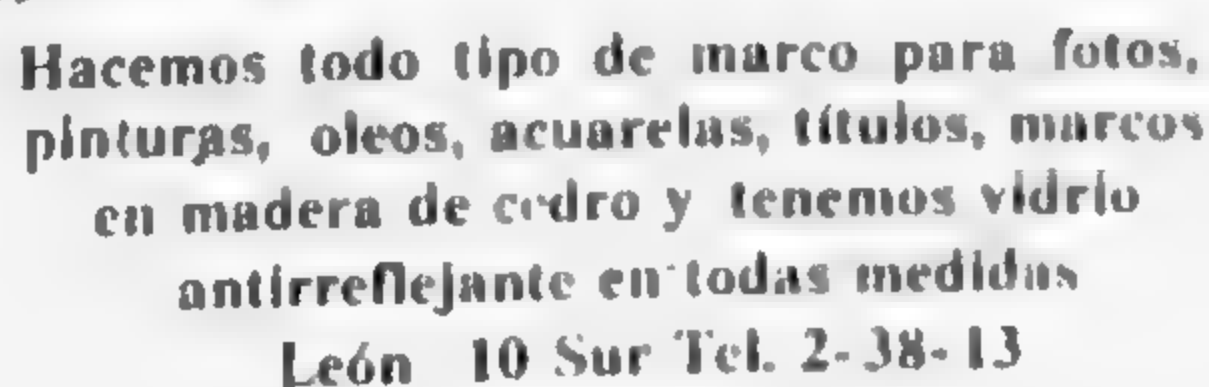 Hacemos todo tipo de marco para fotos,
pinturas, oleos, acuarelas, títulos, marcos
en madera de cedro y tenemos vidrio
antirreflejante en todas medidas
León 10 Sur Tel. 2-38-13